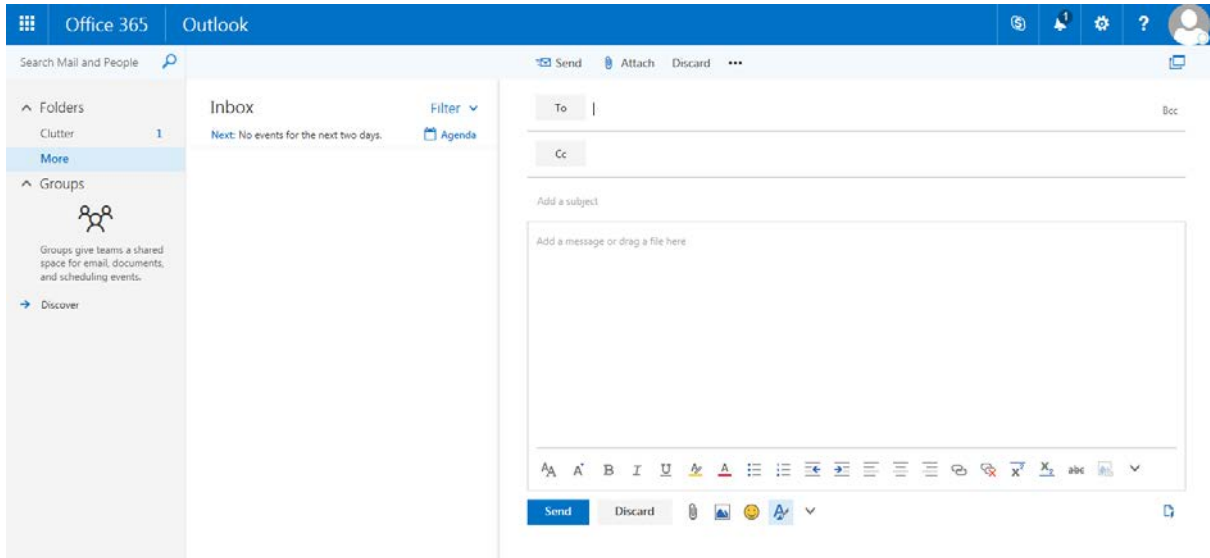 Office 365
Outlook
1
?
Search Mail and People
Send
Attach
Discard
Folders
Clutter 1
More
Groups
Groups give teams a shared
space for email, documents,
and scheduling events.
Discover
Inbox
Filter
Next: No events for the next two days.
Agenda
To
Bcc
Cc
Add a subject
Add a message or drag a file here
B I U A abc
Send
Discard